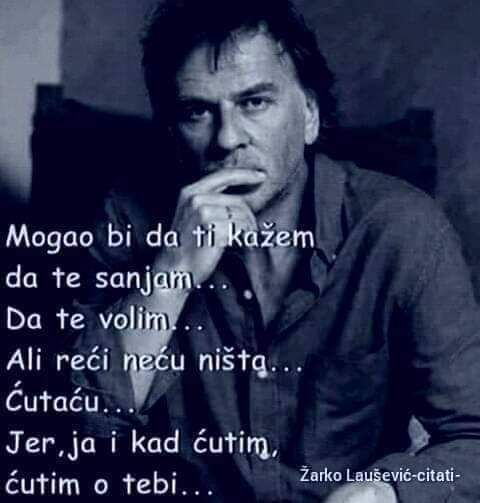 Mogao bi da ti kažem
da te sanjam...
Da te volim...
Ali reći neću ništa...
Ćutaću...
Jer,ja i kad ćutim,
ćutim o tebi...
Žarko Laušević-citati-